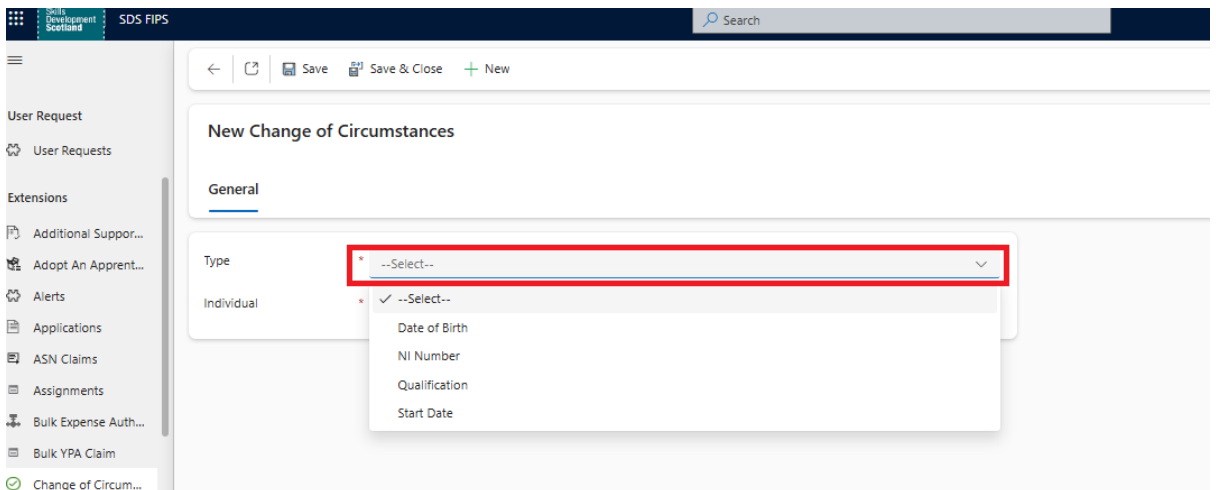 Skills
Development
Scotland
SDS FIPS
Search
Save
Save & Close
New
User Request
User Requests
Extensions
Additional Suppor...
Adopt An Apprent...
Alerts
Applications
ASN Claims
Assignments
Bulk Expense Auth...
Bulk YPA Claim
Change of Circum...
New Change of Circumstances
General
Type * --Select--
Individual *
--Select--
Date of Birth
NI Number
Qualification
Start Date